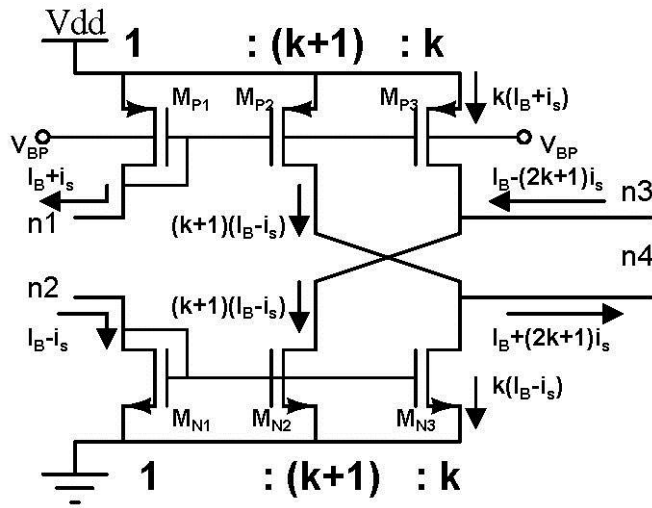 Vdd
1 : (k+1) : k
M_P1 M_P2 M_P3 k(I_B+i_s)
V_BP V_BP
I_B+i_s I_B-(2k+1)i_s n3
n1 (k+1)(I_B-i_s)
n4
n2 (k+1)(I_B-i_s)
I_B-i_s I_B+(2k+1)i_s
M_N1 M_N2 M_N3 k(I_B-i_s)
1 : (k+1) : k